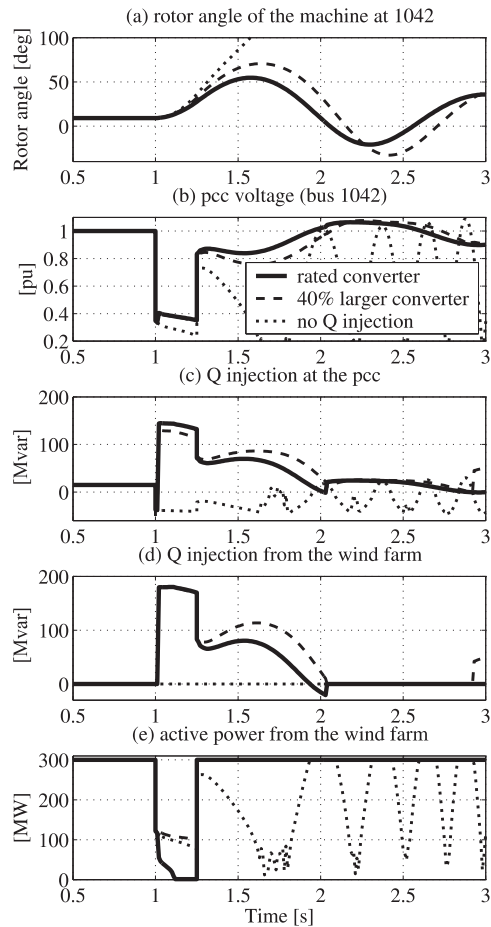 (a) rotor angle of the machine at 1042
Rotor angle [deg]
100
50
0
0.5 1 1.5 2 2.5 3
(b) pcc voltage (bus 1042)
[pu]
1
0.8
0.6
0.4
0.2
rated converter
40% larger converter
no Q injection
0.5 1 1.5 2 2.5 3
(c) Q injection at the pcc
[Mvar]
200
100
0
0.5 1 1.5 2 2.5 3
(d) Q injection from the wind farm
[Mvar]
200
100
0
0.5 1 1.5 2 2.5 3
(e) active power from the wind farm
[MW]
300
200
100
0
0.5 1 1.5 2 2.5 3
Time [s]